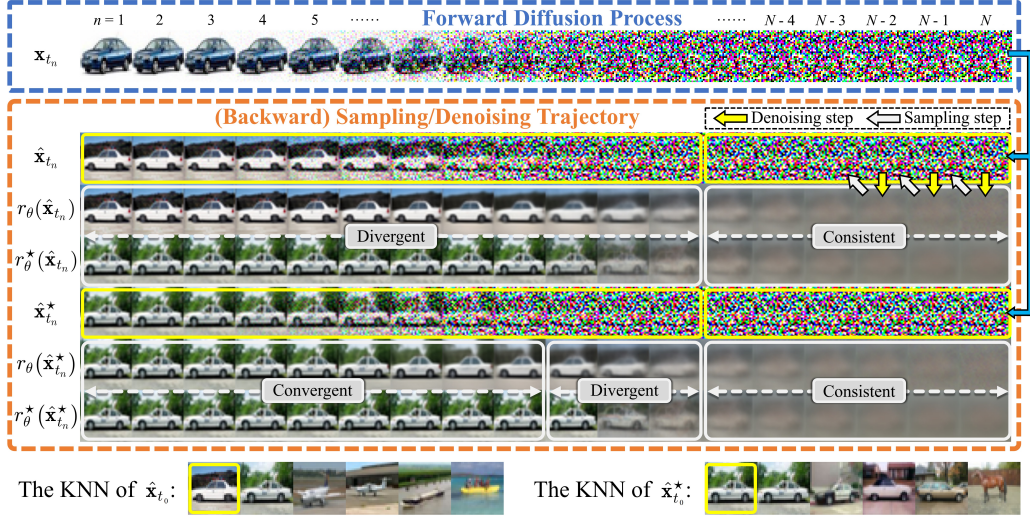 Forward Diffusion Process
n = 1 2 3 4 5 ⋯⋯ ⋯⋯ N - 4 N - 3 N - 2 N - 1 N
𝐱_{t_n}
(Backward) Sampling/Denoising Trajectory
Denoising step Sampling step
x̂_{t_n}
r_θ(x̂_{t_n})
Divergent Consistent
r_θ^⋆(x̂_{t_n})
x̂_{t_n}^⋆
r_θ(x̂_{t_n}^⋆)
Convergent Divergent Consistent
r_θ^⋆(x̂_{t_n}^⋆)
The KNN of x̂_{t_0}: The KNN of x̂_{t_0}^⋆: